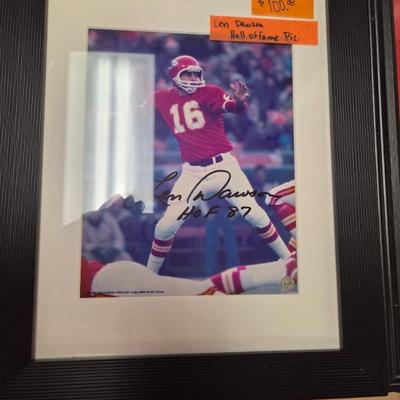 $100.00
Len Dawson
Hall of Fame Pic.
16
Len Dawson
HOF 87